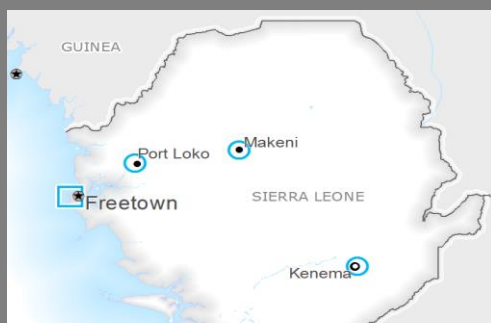 GUINEA
Makeni
Port Loko
SIERRA LEONE
Freetown
Kenema